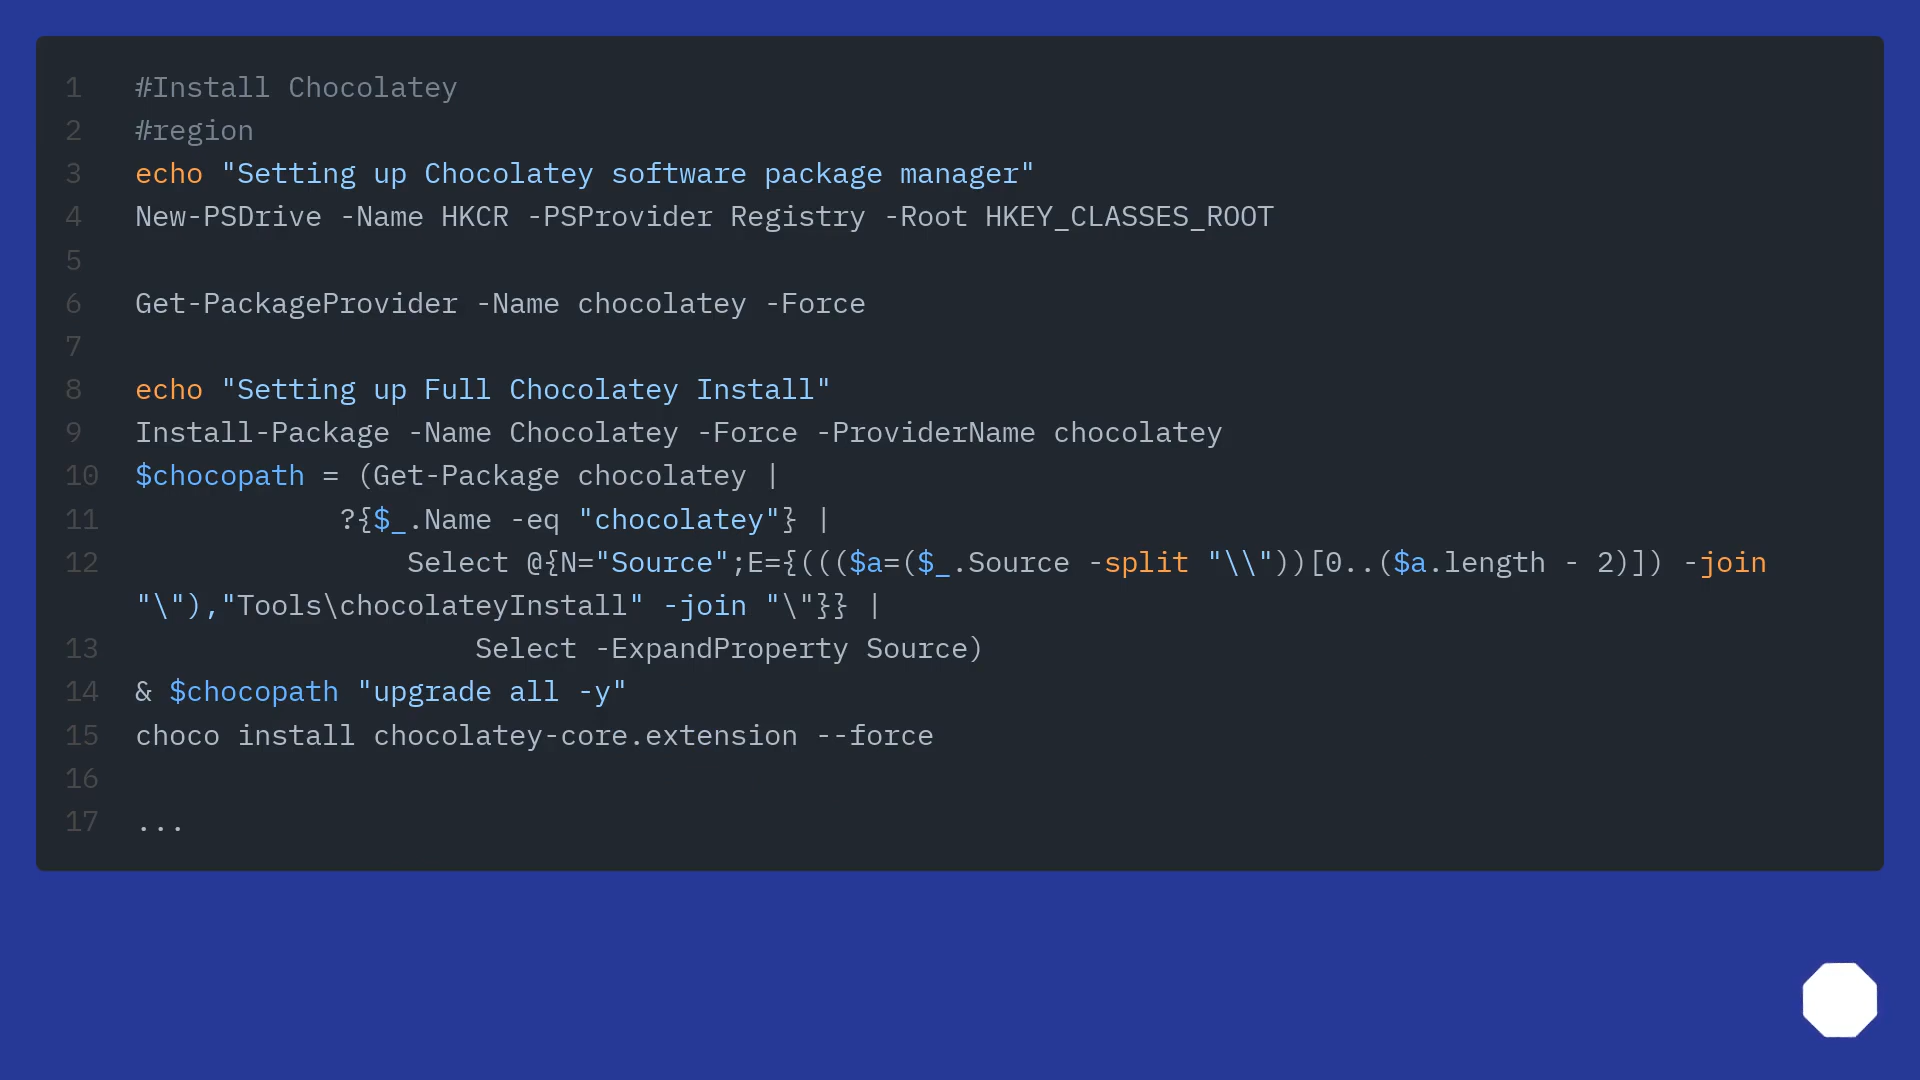 1 #Install Chocolatey
2 #region
3 echo "Setting up Chocolatey software package manager"
4 New-PSDrive -Name HKCR -PSProvider Registry -Root HKEY_CLASSES_ROOT
5
6 Get-PackageProvider -Name chocolatey -Force
7
8 echo "Setting up Full Chocolatey Install"
9 Install-Package -Name Chocolatey -Force -ProviderName chocolatey
10 $chocopath = (Get-Package chocolatey |
11 ?{$_.Name -eq "chocolatey"} |
12 Select @{N="Source";E={((($a=($_.Source -split "\\"))[0..($a.length - 2)]) -join
"\"),"Tools\chocolateyInstall" -join "\"}} |
13 Select -ExpandProperty Source)
14 & $chocopath "upgrade all -y"
15 choco install chocolatey-core.extension --force
16
17 ...